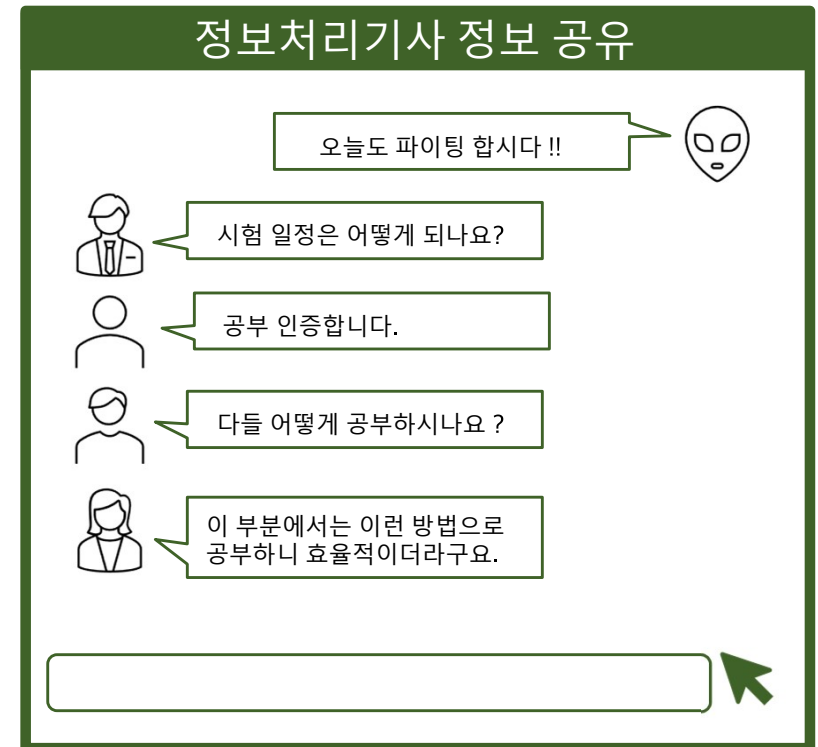 정보처리기사 정보 공유
오늘도 파이팅 합시다 !!
시험 일정은 어떻게 되나요?
공부 인증합니다.
다들 어떻게 공부하시나요 ?
이 부분에서는 이런 방법으로
공부하니 효율적이더라구요.